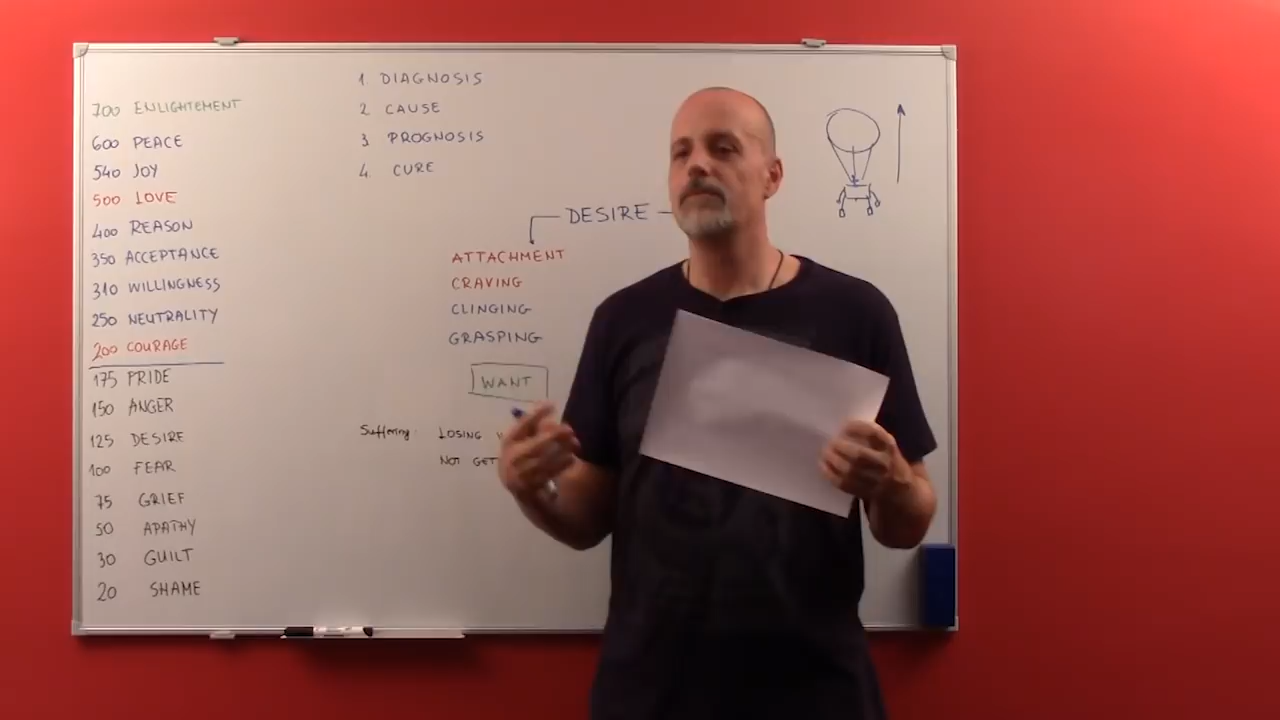 700 ENLIGHTEMENT
600 PEACE
540 JOY
500 LOVE
400 REASON
350 ACCEPTANCE
310 WILLINGNESS
250 NEUTRALITY
200 COURAGE
175 PRIDE
150 ANGER
125 DESIRE
100 FEAR
75 GRIEF
50 APATHY
30 GUILT
20 SHAME
1. DIAGNOSIS
2 CAUSE
3 PROGNOSIS
4. CURE
DESIRE
ATTACHMENT
CRAVING
CLINGING
GRASPING
WANT
Suffering: LOSING
NOT GET